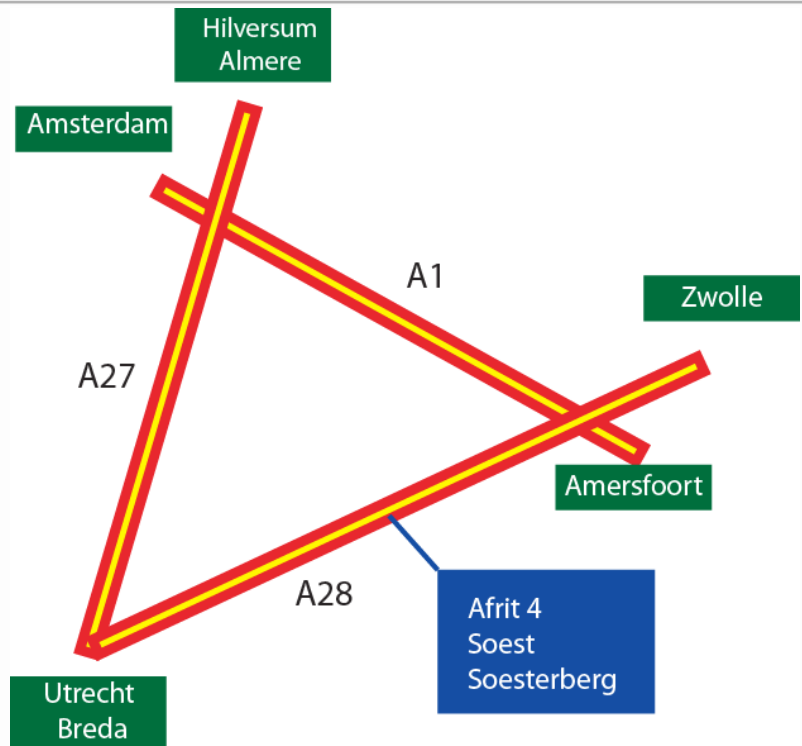 Hilversum
Almere
Amsterdam
A1
Zwolle
A27
Amersfoort
A28
Afrit 4
Soest
Soesterberg
Utrecht
Breda